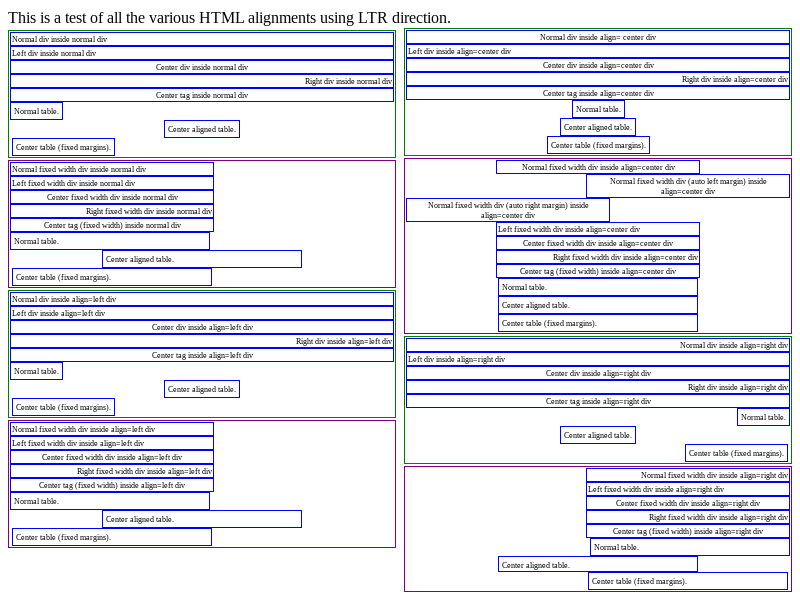 This is a test of all the various HTML alignments using LTR direction.
Normal div inside normal div
Left div inside normal div
Center div inside normal div
Right div inside normal div
Center tag inside normal div
Normal table.
Center aligned table.
Center table (fixed margins).
Normal fixed width div inside normal div
Left fixed width div inside normal div
Center fixed width div inside normal div
Right fixed width div inside normal div
Center tag (fixed width) inside normal div
Normal table.
Center aligned table.
Center table (fixed margins).
Normal div inside align=left div
Left div inside align=left div
Center div inside align=left div
Right div inside align=left div
Center tag inside align=left div
Normal table.
Center aligned table.
Center table (fixed margins).
Normal fixed width div inside align=left div
Left fixed width div inside align=left div
Center fixed width div inside align=left div
Right fixed width div inside align=left div
Center tag (fixed width) inside align=left div
Normal table.
Center aligned table.
Center table (fixed margins).
Normal div inside align= center div
Left div inside align=center div
Center div inside align=center div
Right div inside align=center div
Center tag inside align=center div
Normal table.
Center aligned table.
Center table (fixed margins).
Normal fixed width div inside align=center div
Normal fixed width div (auto left margin) inside
align=center div
Normal fixed width div (auto right margin) inside
align=center div
Left fixed width div inside align=center div
Center fixed width div inside align=center div
Right fixed width div inside align=center div
Center tag (fixed width) inside align=center div
Normal table.
Center aligned table.
Center table (fixed margins).
Normal div inside align=right div
Left div inside align=right div
Center div inside align=right div
Right div inside align=right div
Center tag inside align=right div
Normal table.
Center aligned table.
Center table (fixed margins).
Normal fixed width div inside align=right div
Left fixed width div inside align=right div
Center fixed width div inside align=right div
Right fixed width div inside align=right div
Center tag (fixed width) inside align=right div
Normal table.
Center aligned table.
Center table (fixed margins).